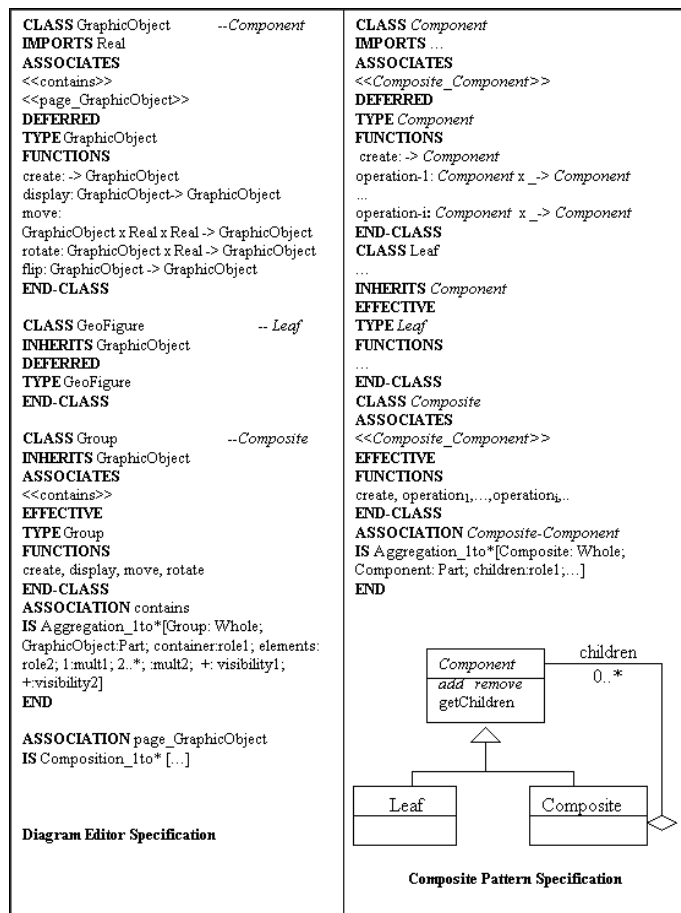 CLASS GraphicObject --Component
IMPORTS Real
ASSOCIATES
<<contains>>
<<page_GraphicObject>>
DEFERRED
TYPE GraphicObject
FUNCTIONS
create: -> GraphicObject
display: GraphicObject-> GraphicObject
move:
GraphicObject x Real x Real -> GraphicObject
rotate: GraphicObject x Real -> GraphicObject
flip: GraphicObject -> GraphicObject
END-CLASS
CLASS GeoFigure -- Leaf
INHERITS GraphicObject
DEFERRED
TYPE GeoFigure
END-CLASS
CLASS Group --Composite
INHERITS GraphicObject
ASSOCIATES
<<contains>>
EFFECTIVE
TYPE Group
FUNCTIONS
create, display, move, rotate
END-CLASS
ASSOCIATION contains
IS Aggregation_1to*[Group: Whole;
GraphicObject:Part; container:role1; elements:
role2; 1:mult1; 2..*; :mult2; +: visibility1;
+:visibility2]
END
ASSOCIATION page_GraphicObject
IS Composition_1to* [...]
Diagram Editor Specification
CLASS Component
IMPORTS ...
ASSOCIATES
<<Composite_Component>>
DEFERRED
TYPE Component
FUNCTIONS
create: -> Component
operation-1: Component x _-> Component
...
operation-i: Component x _-> Component
END-CLASS
CLASS Leaf
...
INHERITS Component
EFFECTIVE
TYPE Leaf
FUNCTIONS
...
END-CLASS
CLASS Composite
ASSOCIATES
<<Composite_Component>>
EFFECTIVE
FUNCTIONS
create, operation1,...,operationi,..
END-CLASS
ASSOCIATION Composite-Component
IS Aggregation_1to*[Composite: Whole;
Component: Part; children:role1;...]
END
Component
add remove
getChildren
children
0..*
Leaf
Composite
Composite Pattern Specification